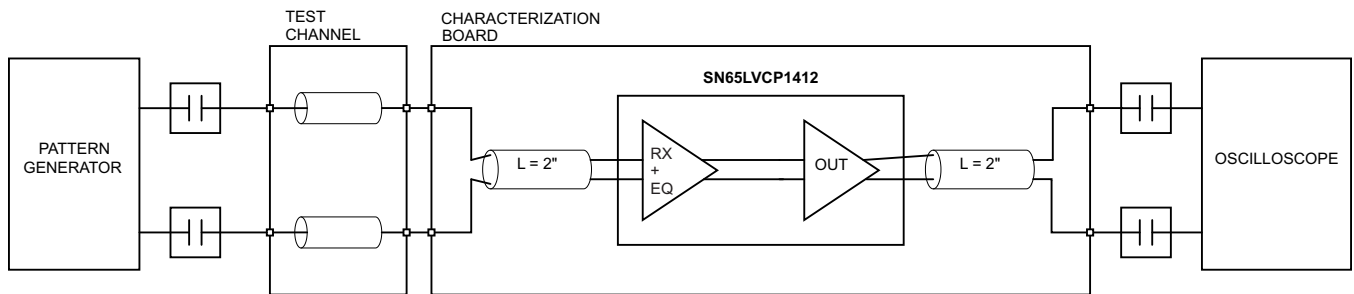 TEST
CHANNEL
CHARACTERIZATION
BOARD
SN65LVCP1412
PATTERN
GENERATOR
L = 2"
RX
+
EQ
OUT
L = 2"
OSCILLOSCOPE